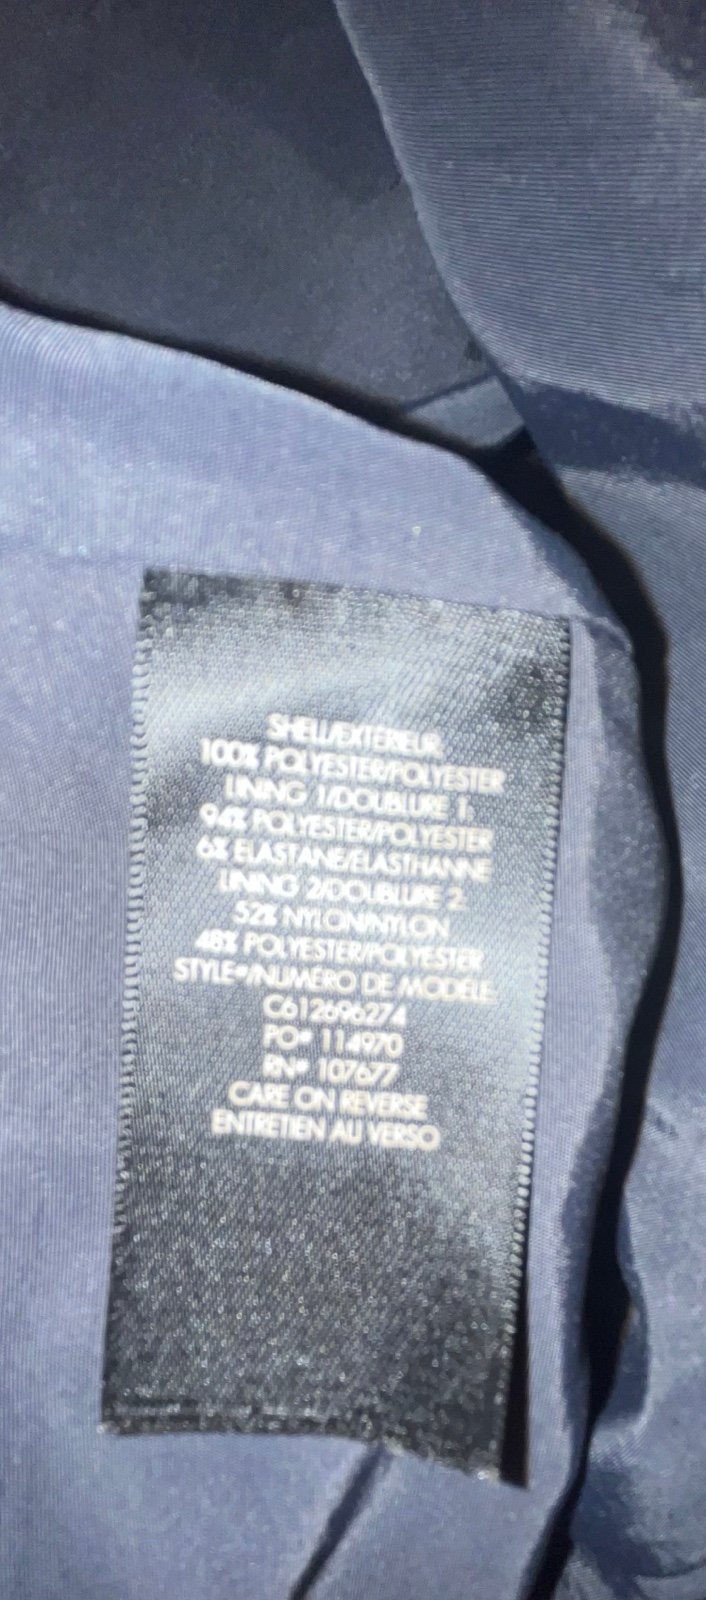 SHELL/EXTERIEUR
100% POLYESTER/POLYESTER
LINING 1/DOUBLURE 1:
94% POLYESTER/POLYESTER
6% ELASTANE/ELASTHANNE
LINING 2/DOUBLURE 2:
52% NYLON/NYLON
48% POLYESTER/POLYESTER
STYLE#/NUMÉRO DE MODÈLE:
C612696274
PO# 114970
RN# 107677
CARE ON REVERSE
ENTRETIEN AU VERSO